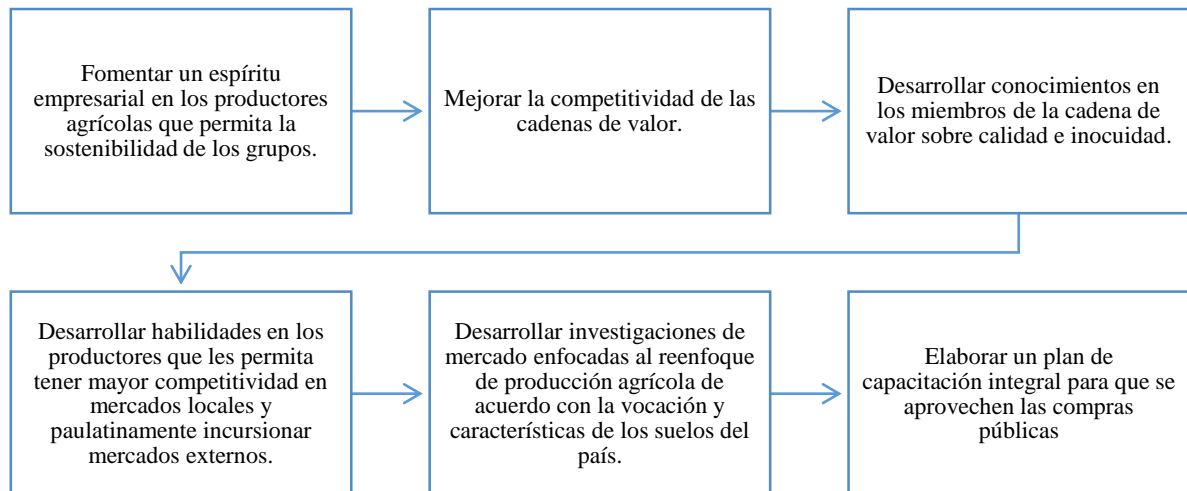 Fomentar un espíritu
empresarial en los productores
agrícolas que permita la
sostenibilidad de los grupos.
Mejorar la competitividad de las
cadenas de valor.
Desarrollar conocimientos en
los miembros de la cadena de
valor sobre calidad e inocuidad.
Desarrollar habilidades en los
productores que les permita
tener mayor competitividad en
mercados locales y
paulatinamente incursionar
mercados externos.
Desarrollar investigaciones de
mercado enfocadas al reenfoque
de producción agrícola de
acuerdo con la vocación y
características de los suelos del
país.
Elaborar un plan de
capacitación integral para que se
aprovechen las compras
públicas